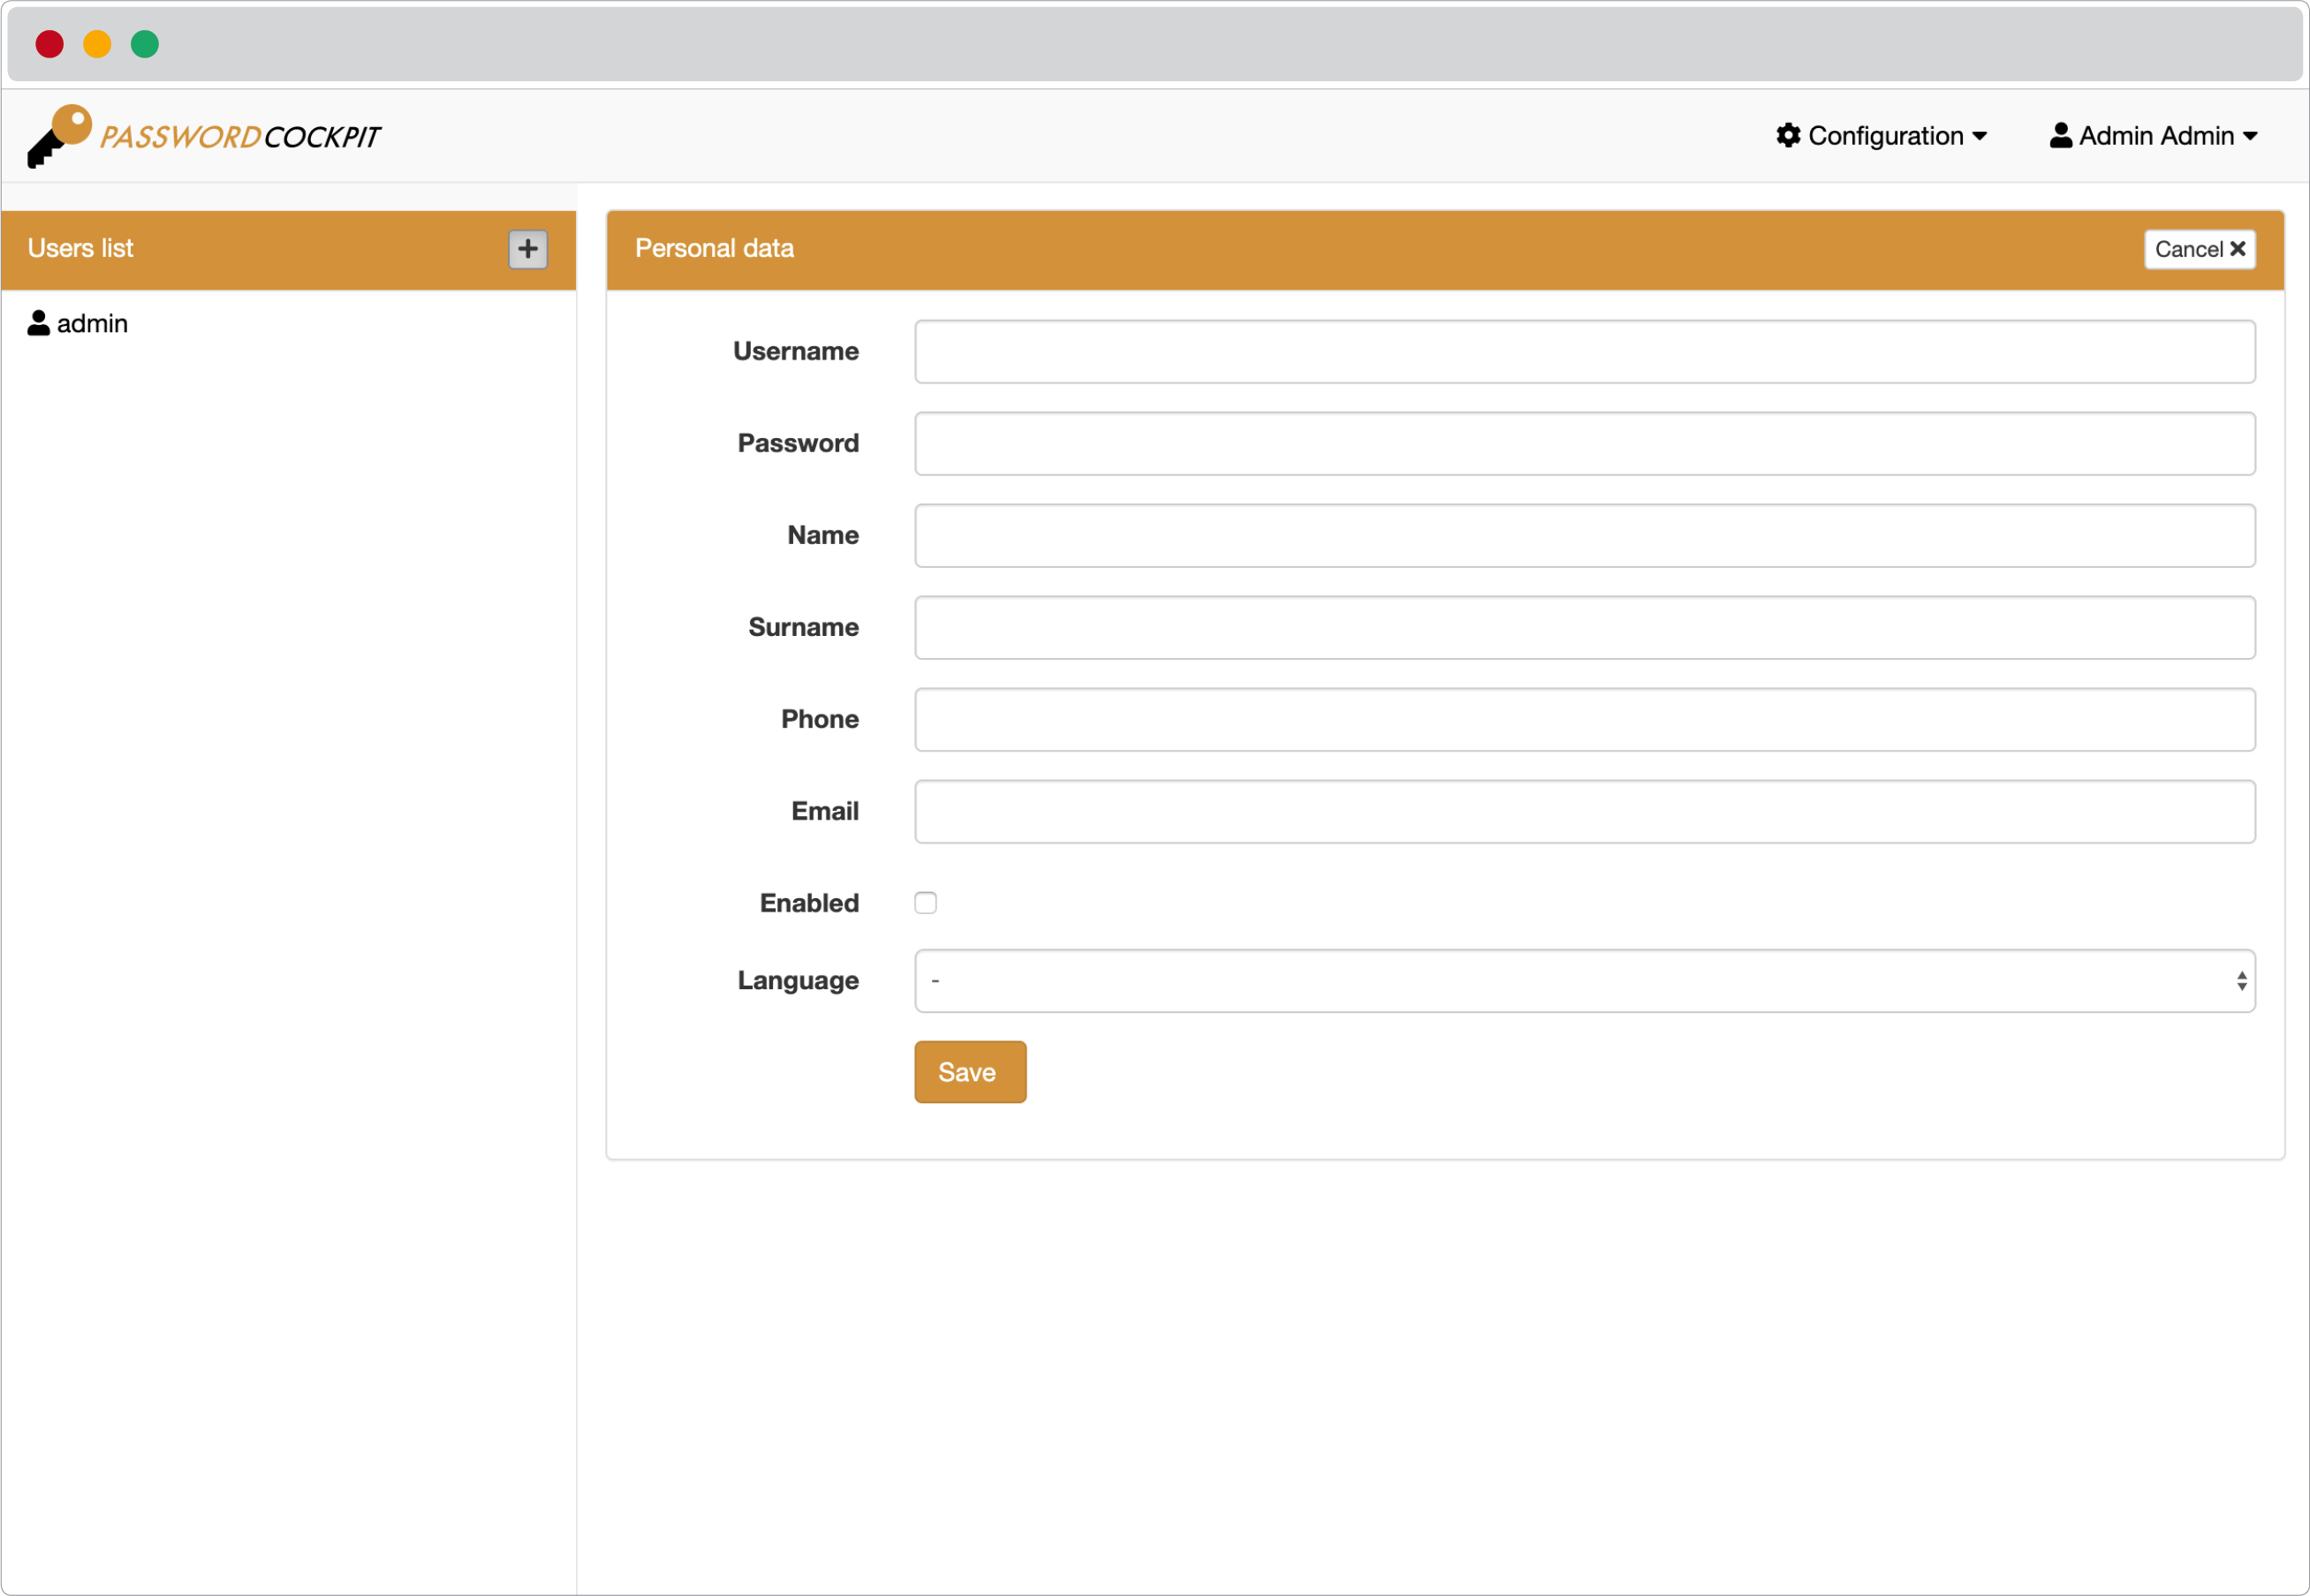 PASSWORDCOCKPIT
Configuration
Admin Admin
Users list
admin
Personal data
Cancel
Username
Password
Name
Surname
Phone
Email
Enabled
Language
-
Save